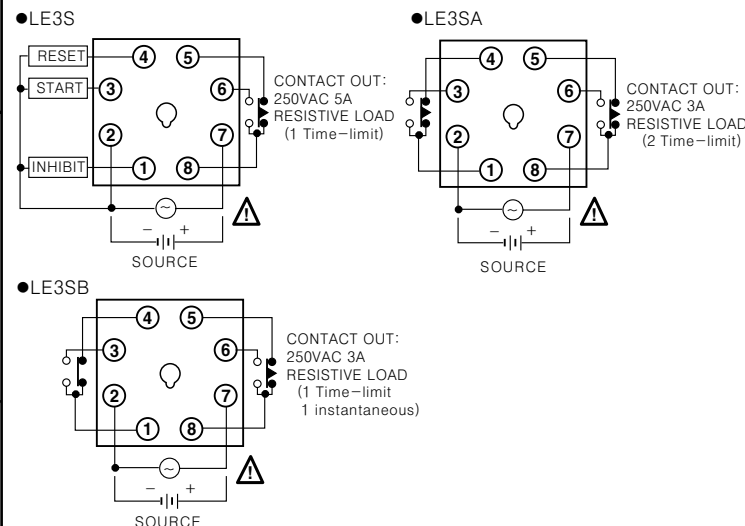 ●LE3S
RESET
START
INHIBIT
4 5
3 6
2 7
1 8
CONTACT OUT:
250VAC 5A
RESISTIVE LOAD
(1 Time-limit)
~
!
− +
SOURCE
●LE3SA
4 5
3 6
2 7
1 8
CONTACT OUT:
250VAC 3A
RESISTIVE LOAD
(2 Time-limit)
~
!
− +
SOURCE
●LE3SB
4 5
3 6
2 7
1 8
CONTACT OUT:
250VAC 3A
RESISTIVE LOAD
(1 Time-limit
1 instantaneous)
~
!
− +
SOURCE